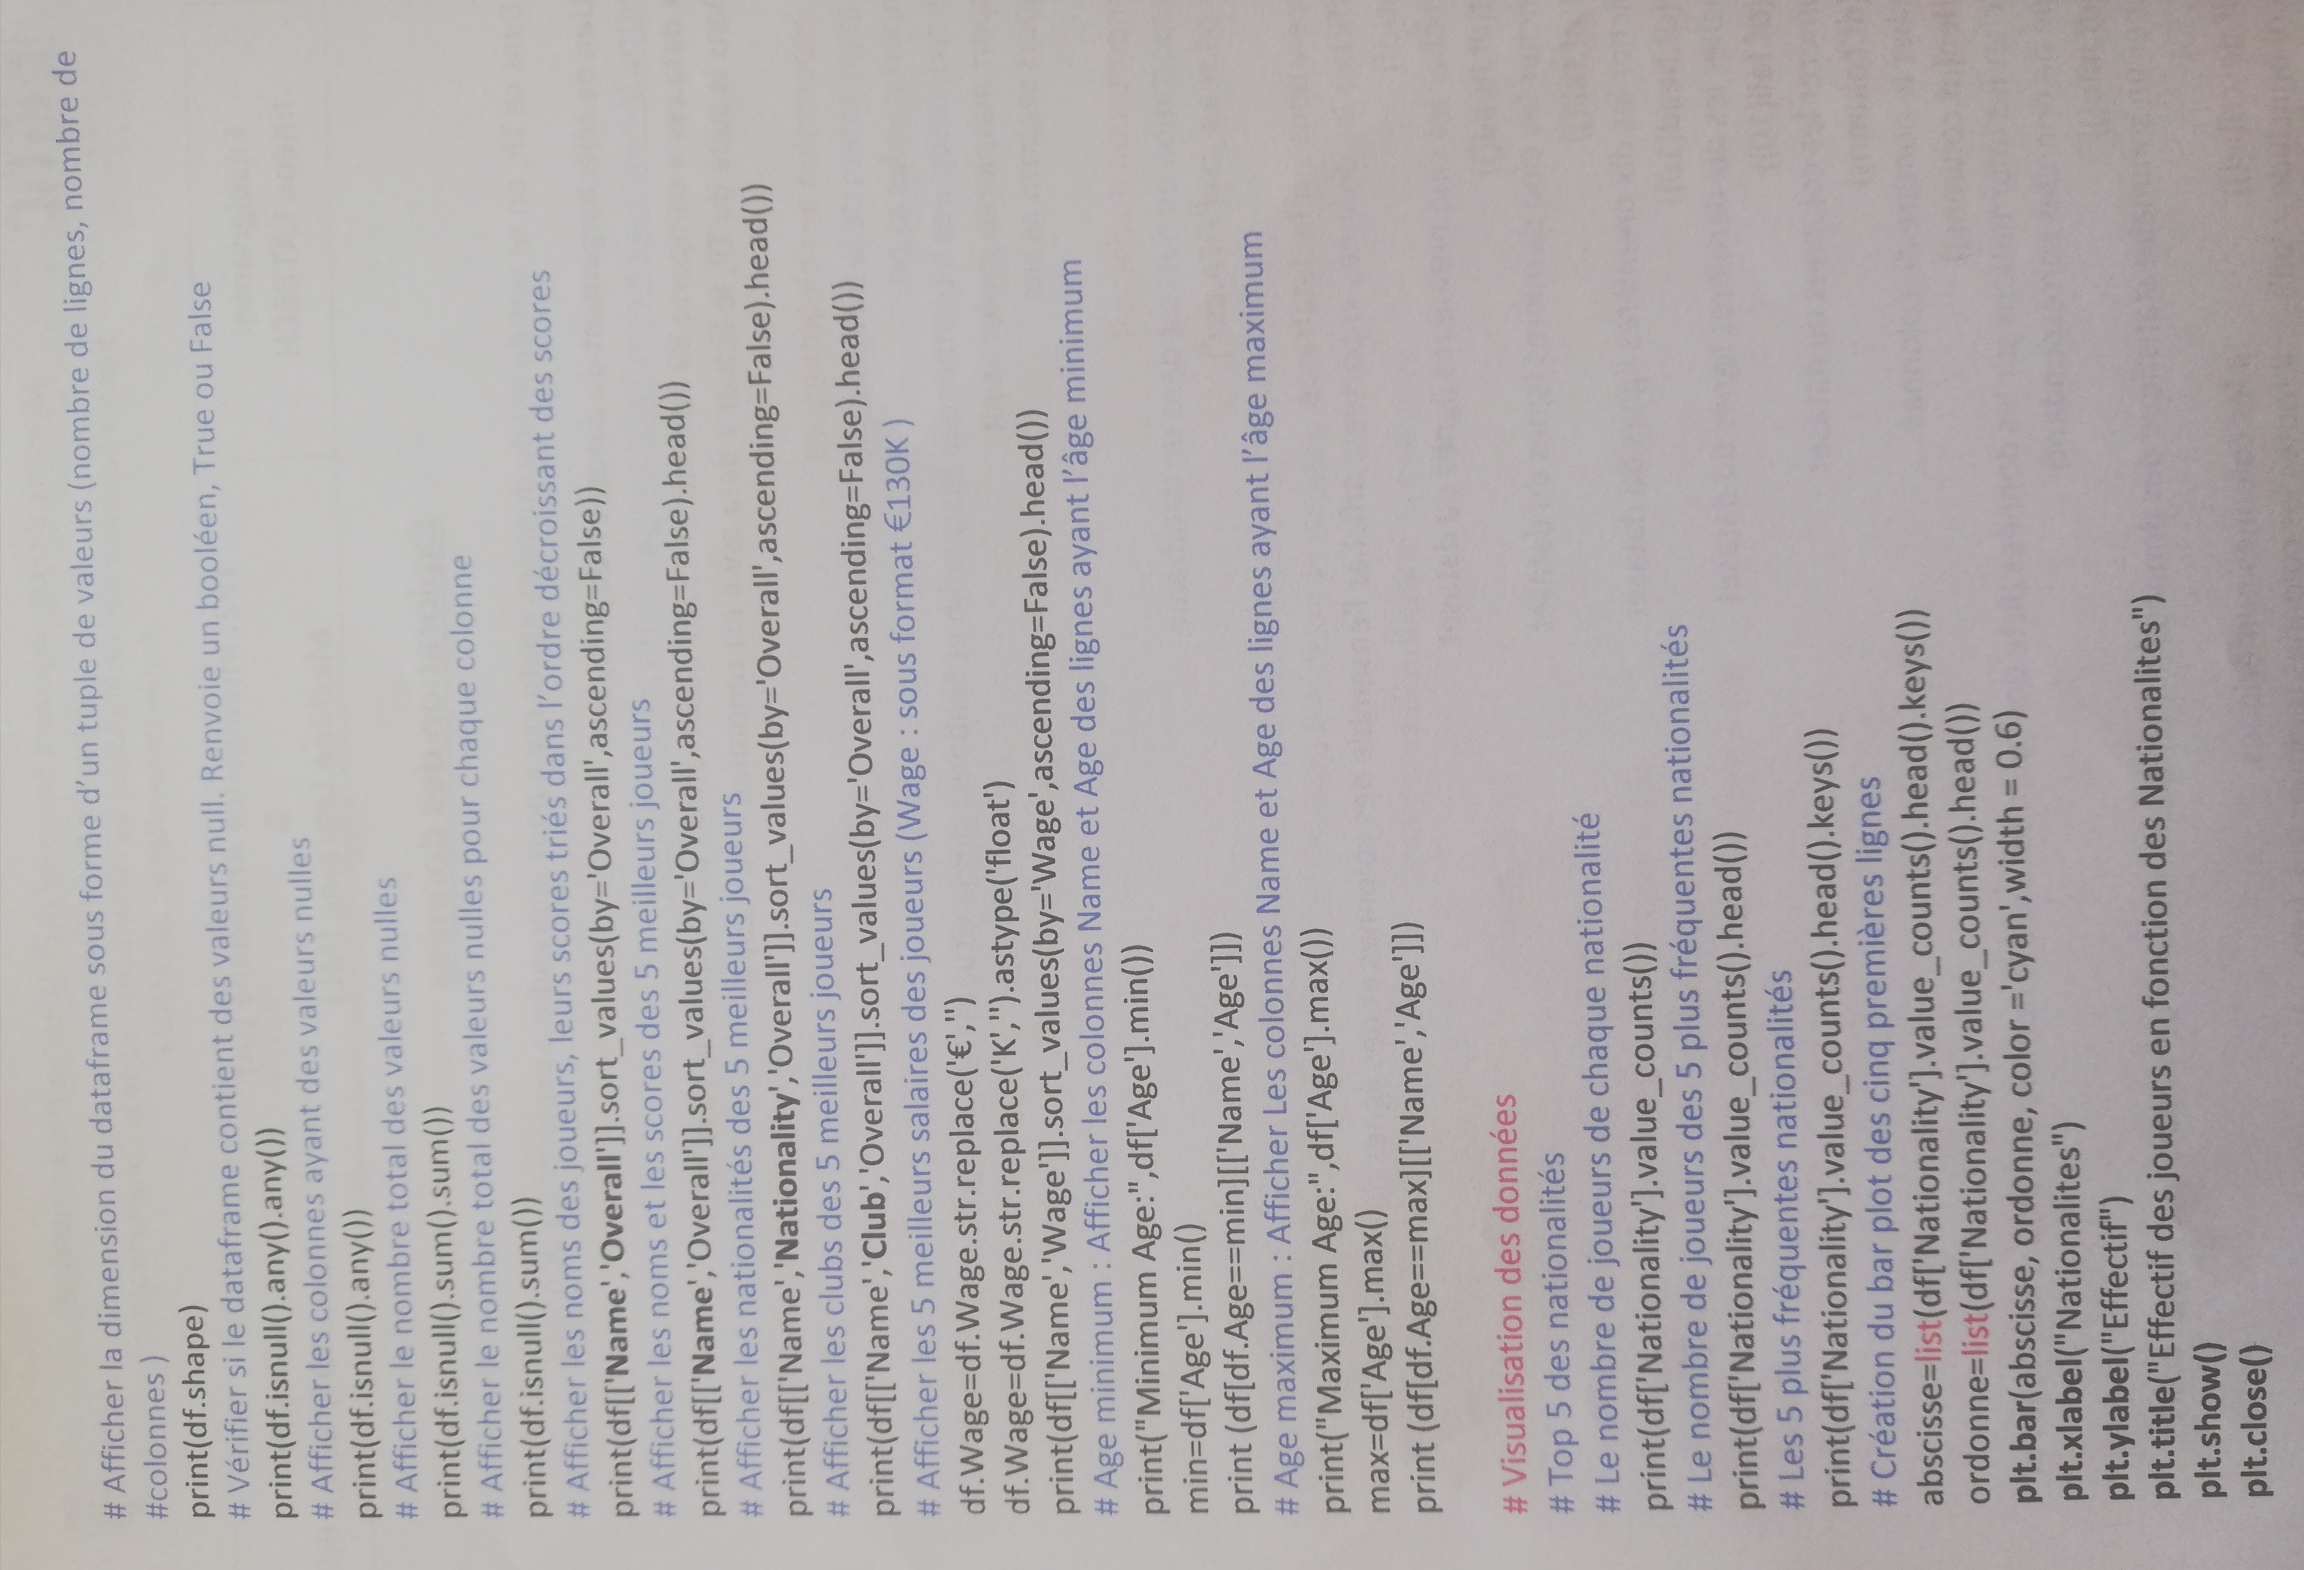 # Afficher la dimension du dataframe sous forme d'un tuple de valeurs (nombre de lignes, nombre de
#colonnes )
print(df.shape)
# Vérifier si le dataframe contient des valeurs null. Renvoie un booléen, True ou False
print(df.isnull().any().any())
# Afficher les colonnes ayant des valeurs nulles
print(df.isnull().any())
# Afficher le nombre total des valeurs nulles
print(df.isnull().sum().sum())
# Afficher le nombre total des valeurs nulles pour chaque colonne
print(df.isnull().sum())
# Afficher les noms des joueurs, leurs scores triés dans l'ordre décroissant des scores
print(df[['Name','Overall']].sort_values(by='Overall',ascending=False))
# Afficher les noms et les scores des 5 meilleurs joueurs
print(df[['Name','Overall']].sort_values(by='Overall',ascending=False).head())
# Afficher les nationalités des 5 meilleurs joueurs
print(df[['Name','Nationality','Overall']].sort_values(by='Overall',ascending=False).head())
# Afficher les clubs des 5 meilleurs joueurs
print(df[['Name','Club','Overall']].sort_values(by='Overall',ascending=False).head())
# Afficher les 5 meilleurs salaires des joueurs (Wage : sous format €130K )
df.Wage=df.Wage.str.replace('€','')
df.Wage=df.Wage.str.replace('K','').astype('float')
print(df[['Name','Wage']].sort_values(by='Wage',ascending=False).head())
# Age minimum : Afficher les colonnes Name et Age des lignes ayant l'âge minimum
print("Minimum Age:",df['Age'].min())
min=df['Age'].min()
print (df[df.Age==min][['Name','Age']])
# Age maximum : Afficher Les colonnes Name et Age des lignes ayant l'âge maximum
print("Maximum Age:",df['Age'].max())
max=df['Age'].max()
print (df[df.Age==max][['Name','Age']])
# Visualisation des données
# Top 5 des nationalités
# Le nombre de joueurs de chaque nationalité
print(df['Nationality'].value_counts())
# Le nombre de joueurs des 5 plus fréquentes nationalités
print(df['Nationality'].value_counts().head())
# Les 5 plus fréquentes nationalités
print(df['Nationality'].value_counts().head().keys())
# Création du bar plot des cinq premières lignes
abscisse=list(df['Nationality'].value_counts().head().keys())
ordonne=list(df['Nationality'].value_counts().head())
plt.bar(abscisse, ordonne, color ='cyan',width = 0.6)
plt.xlabel("Nationalites")
plt.ylabel("Effectif")
plt.title("Effectif des joueurs en fonction des Nationalites")
plt.show()
plt.close()